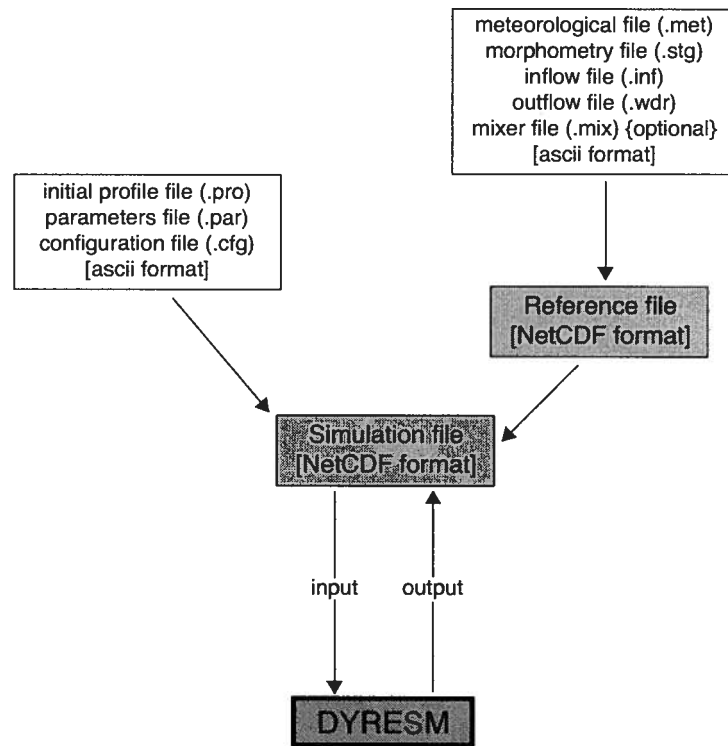 meteorological file (.met)
morphometry file (.stg)
inflow file (.inf)
outflow file (.wdr)
mixer file (.mix) {optional}
[ascii format]
initial profile file (.pro)
parameters file (.par)
configuration file (.cfg)
[ascii format]
Reference file
[NetCDF format]
Simulation file
[NetCDF format]
input
output
DYRESM